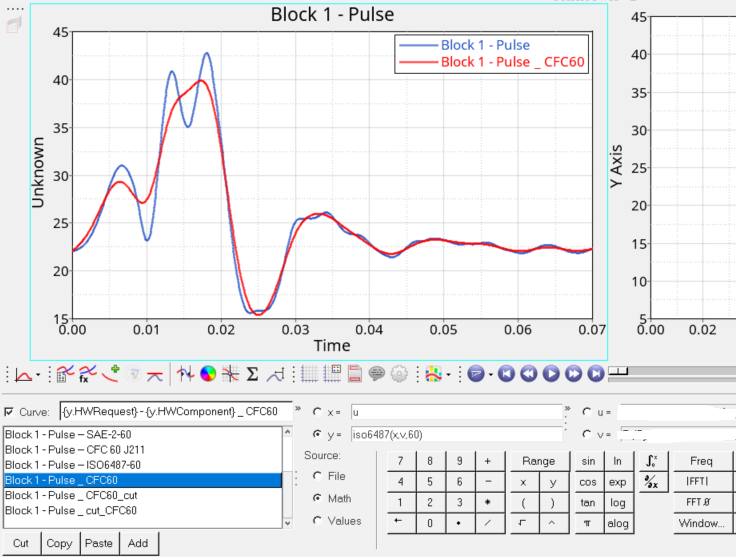 Block 1 - Pulse
Block 1 - Pulse
Block 1 - Pulse _ CFC60
45
40
35
30
25
20
15
Unknown
0.00 0.01 0.02 0.03 0.04 0.05 0.06 0.07
Time
45
40
35
30
25
20
15
10
5
Y Axis
0.00 0.02
Curve: {y.HWRequest} - {y.HWComponent} _ CFC60
x = u
y = iso6487(x,v,60)
u =
v =
Block 1 - Pulse – SAE-2-60
Block 1 - Pulse – CFC 60 J211
Block 1 - Pulse – ISO6487-60
Block 1 - Pulse _ CFC60
Block 1 - Pulse _ CFC60_cut
Block 1 - Pulse _ cut_CFC60
Cut Copy Paste Add
Source:
File
Math
Values
7 8 9 +
4 5 6 –
1 2 3 *
← 0 • /
Range
x y
( )
┌ ^
sin ln
cos exp
tan log
π alog
Freq
|FFT|
FFT Ø
Window...